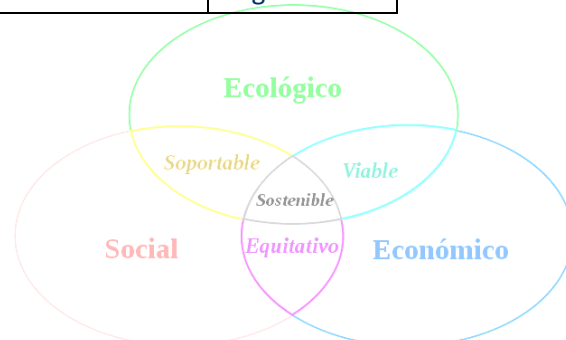 Ecológico
Soportable
Viable
Sostenible
Equitativo
Social
Económico